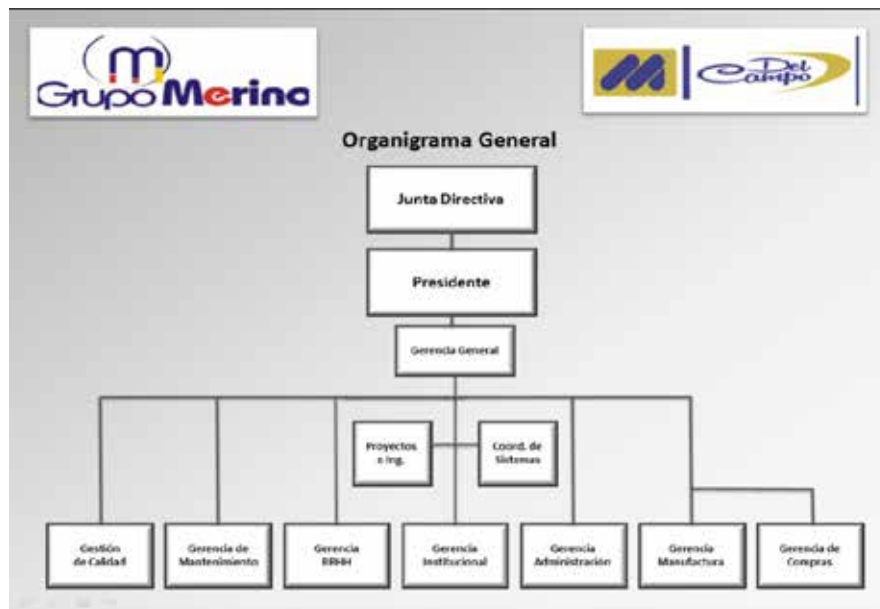 Grupo Merina
Del
Campo
Organigrama General
Junta Directiva
Presidente
Gerencia General
Proyectos
e Ing.
Coord. de
Sistemas
Gestión
de Calidad
Gerencia de
Mantenimiento
Gerencia
RRHH
Gerencia
Institucional
Gerencia
Administración
Gerencia
Manufactura
Gerencia de
Compras